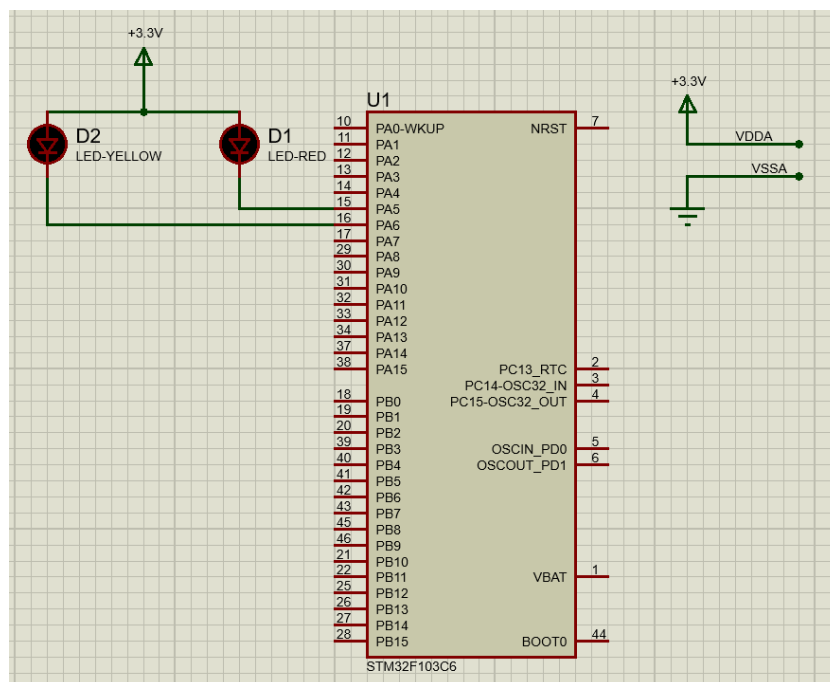 +3.3V
D2
LED-YELLOW
D1
LED-RED
U1
10 PA0-WKUP
11 PA1
12 PA2
13 PA3
14 PA4
15 PA5
16 PA6
17 PA7
29 PA8
30 PA9
31 PA10
32 PA11
33 PA12
34 PA13
37 PA14
38 PA15
18 PB0
19 PB1
20 PB2
39 PB3
40 PB4
41 PB5
42 PB6
43 PB7
45 PB8
46 PB9
21 PB10
22 PB11
25 PB12
26 PB13
27 PB14
28 PB15
NRST 7
PC13_RTC 2
PC14-OSC32_IN 3
PC15-OSC32_OUT 4
OSCIN_PD0 5
OSCOUT_PD1 6
VBAT 1
BOOT0 44
STM32F103C6
+3.3V
VDDA
VSSA